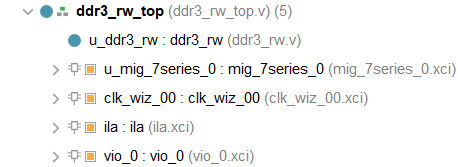 ddr3_rw_top (ddr3_rw_top.v) (5)
u_ddr3_rw : ddr3_rw (ddr3_rw.v)
u_mig_7series_0 : mig_7series_0 (mig_7series_0.xci)
clk_wiz_00 : clk_wiz_00 (clk_wiz_00.xci)
ila : ila (ila.xci)
vio_0 : vio_0 (vio_0.xci)